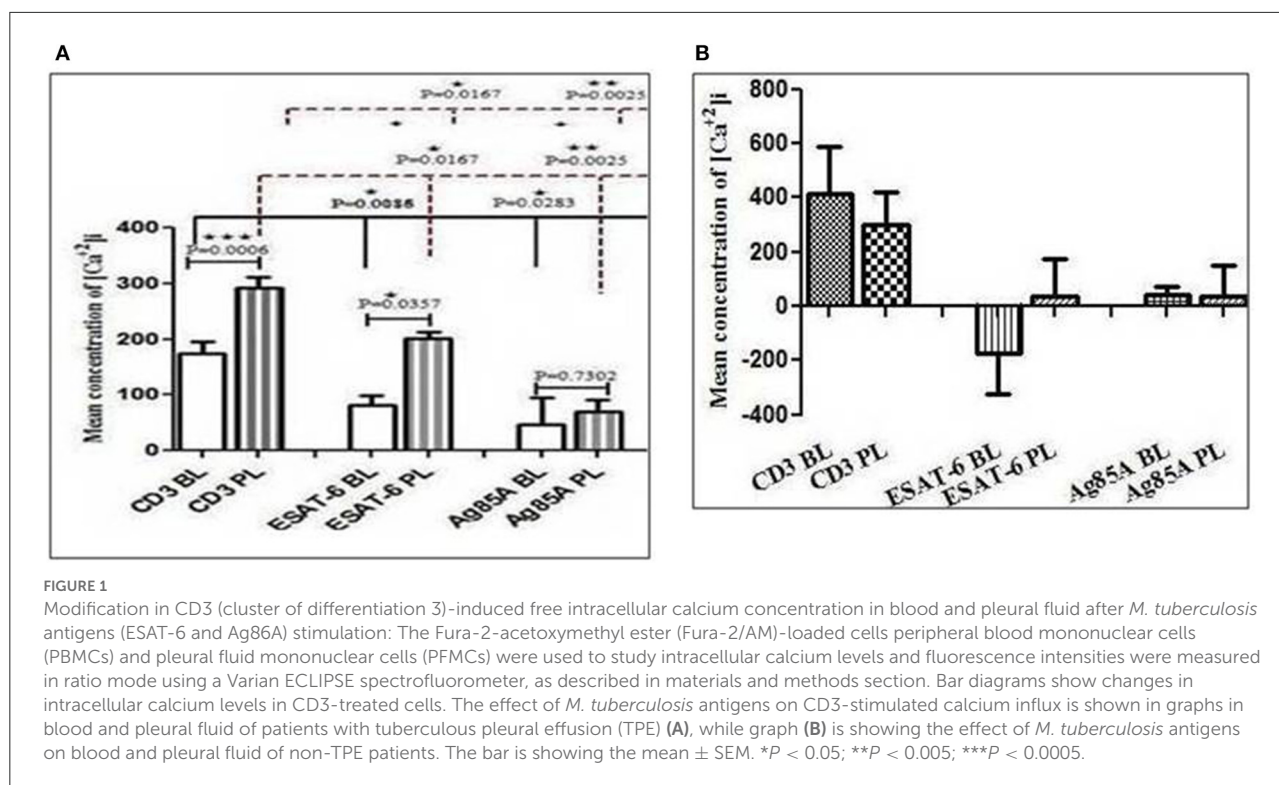 A
B
* **
P=0.0167 P=0.0025
* *
* **
P=0.0167 P=0.0025
* *
P=0.0086 P=0.0283
***
P=0.0006
*
P=0.0357
P=0.7302
Mean concentration of [Ca+2]i
400
300
200
100
0
CD3 BL
CD3 PL
ESAT-6 BL
ESAT-6 PL
Ag85A BL
Ag85A PL
Mean concentration of [Ca+2]i
800
600
400
200
0
-200
-400
CD3 BL
CD3 PL
ESAT-6 BL
ESAT-6 PL
Ag85A BL
Ag85A PL
FIGURE 1
Modification in CD3 (cluster of differentiation 3)-induced free intracellular calcium concentration in blood and pleural fluid after M. tuberculosis
antigens (ESAT-6 and Ag86A) stimulation: The Fura-2-acetoxymethyl ester (Fura-2/AM)-loaded cells peripheral blood mononuclear cells
(PBMCs) and pleural fluid mononuclear cells (PFMCs) were used to study intracellular calcium levels and fluorescence intensities were measured
in ratio mode using a Varian ECLIPSE spectrofluorometer, as described in materials and methods section. Bar diagrams show changes in
intracellular calcium levels in CD3-treated cells. The effect of M. tuberculosis antigens on CD3-stimulated calcium influx is shown in graphs in
blood and pleural fluid of patients with tuberculous pleural effusion (TPE) (A), while graph (B) is showing the effect of M. tuberculosis antigens
on blood and pleural fluid of non-TPE patients. The bar is showing the mean ± SEM. *P < 0.05; **P < 0.005; ***P < 0.0005.